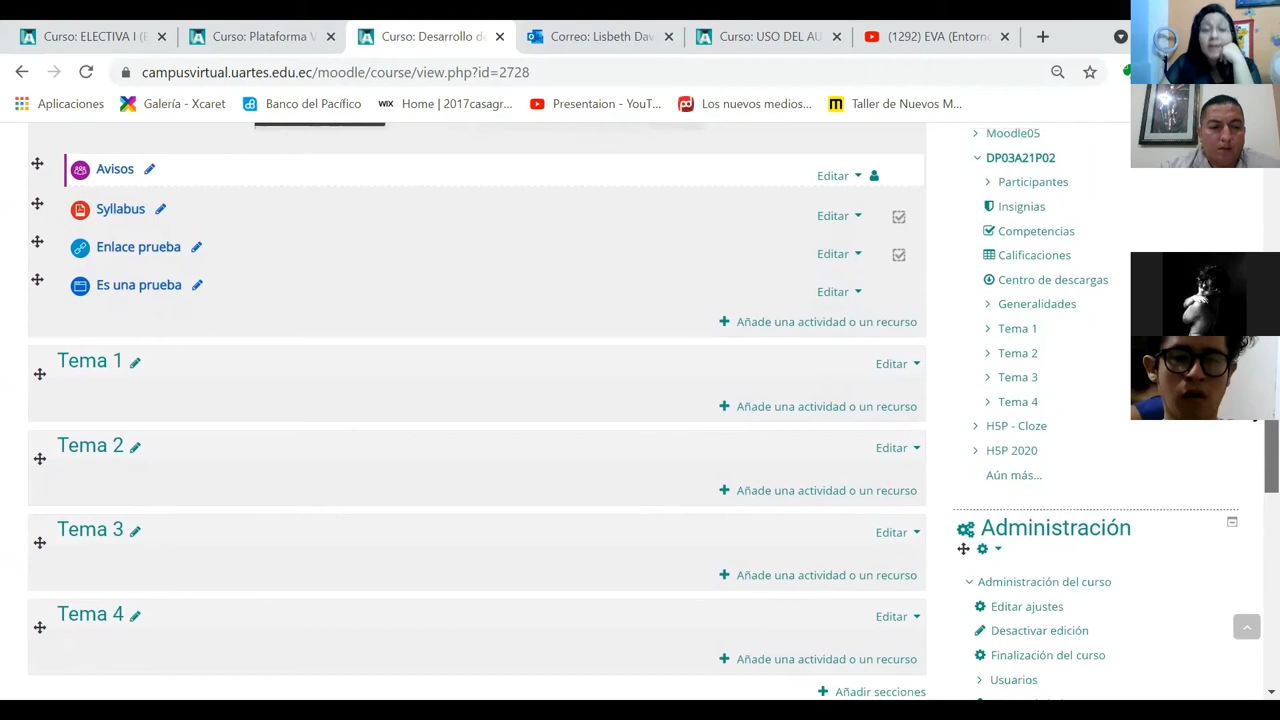 Curso: ELECTIVA I (E
Curso: Plataforma V
Curso: Desarrollo de
Correo: Lisbeth Dav
Curso: USO DEL AU
(1292) EVA (Entorno
campusvirtual.uartes.edu.ec/moodle/course/view.php?id=2728
Aplicaciones
Galería - Xcaret
Banco del Pacífico
WIX
Home | 2017casagr...
Presentaion - YouT...
Los nuevos medios...
Taller de Nuevos M...
Avisos
Editar
Syllabus
Editar
Enlace prueba
Editar
Es una prueba
Editar
Añade una actividad o un recurso
Tema 1
Editar
Añade una actividad o un recurso
Tema 2
Editar
Añade una actividad o un recurso
Tema 3
Editar
Añade una actividad o un recurso
Tema 4
Editar
Añade una actividad o un recurso
Añadir secciones
Moodle05
DP03A21P02
Participantes
Insignias
Competencias
Calificaciones
Centro de descargas
Generalidades
Tema 1
Tema 2
Tema 3
Tema 4
H5P - Cloze
H5P 2020
Aún más...
Administración
Administración del curso
Editar ajustes
Desactivar edición
Finalización del curso
Usuarios